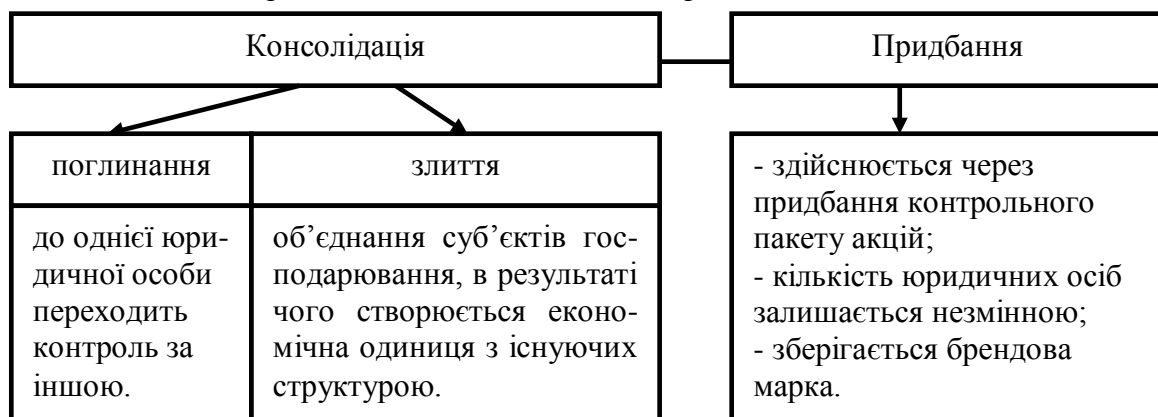 Консолідація
Придбання
поглинання
злиття
до однієї юри-
дичної особи
переходить
контроль за
іншою.
об’єднання суб’єктів гос-
подарювання, в результаті
чого створюється еконо-
мічна одиниця з існуючих
структурою.
- здійснюється через
придбання контрольного
пакету акцій;
- кількість юридичних осіб
залишається незмінною;
- зберігається брендова
марка.